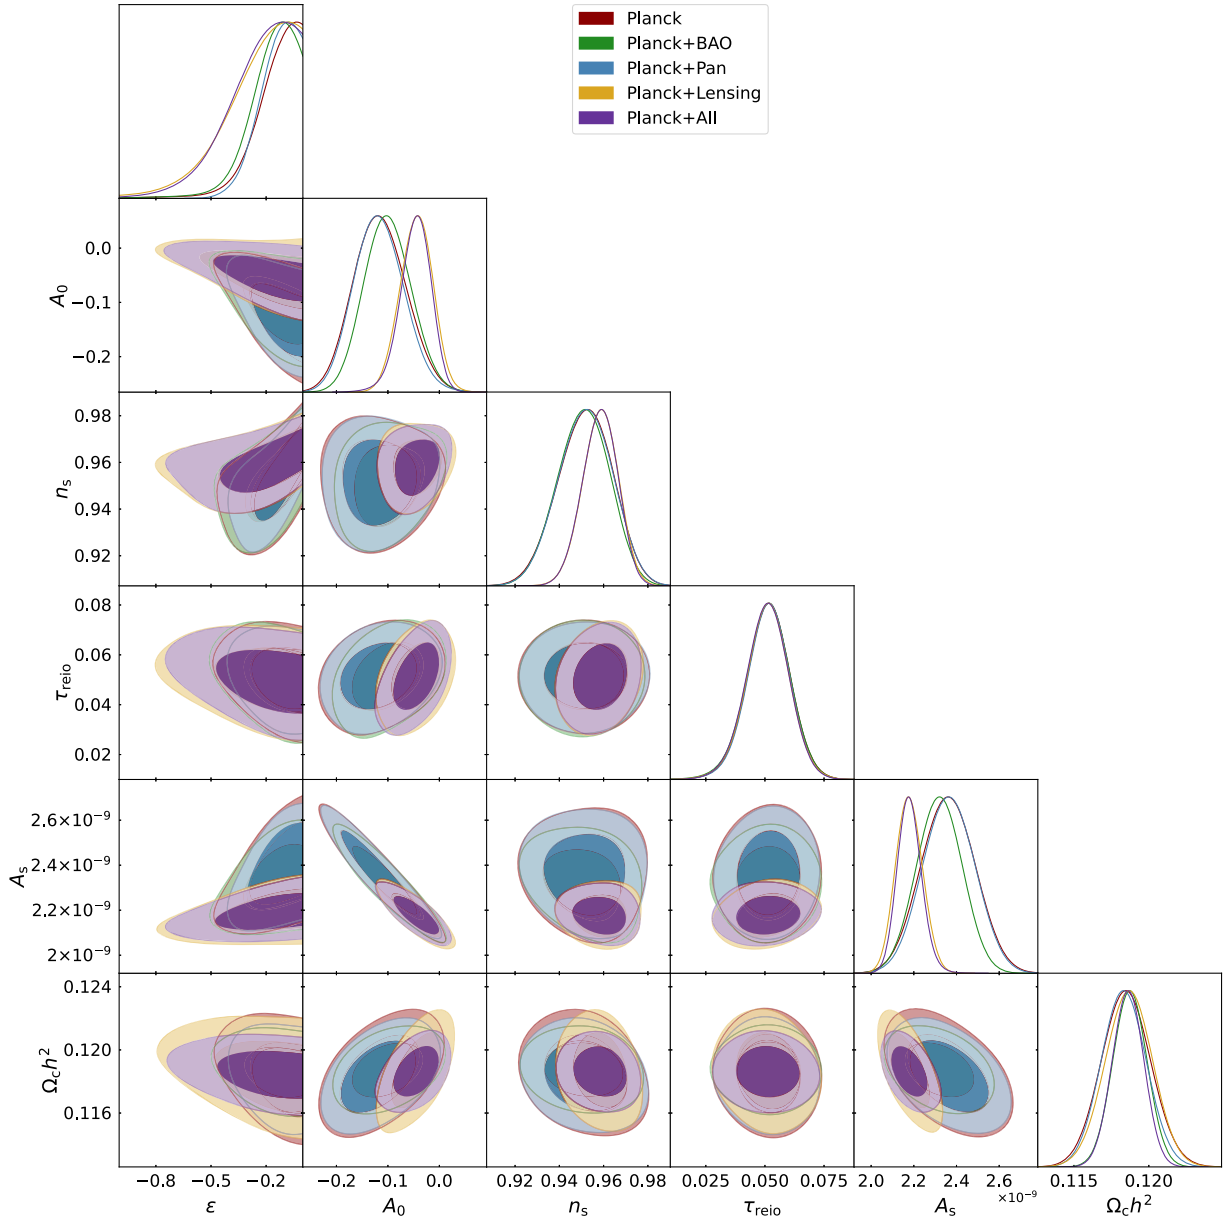 Planck
Planck+BAO
Planck+Pan
Planck+Lensing
Planck+All
0.0
−0.1
−0.2
A₀
0.98
0.96
0.94
0.92
nₛ
0.08
0.06
0.04
0.02
τreio
2.6×10⁻⁹
2.4×10⁻⁹
2.2×10⁻⁹
2×10⁻⁹
Aₛ
0.124
0.120
0.116
Ω_c h²
−0.8 −0.5 −0.2 −0.2 −0.1 0.0 0.92 0.94 0.96 0.98 0.025 0.050 0.075 2.0 2.2 2.4 2.6 0.115 0.120
×10⁻⁹
ε A₀ nₛ τreio Aₛ Ω_c h²